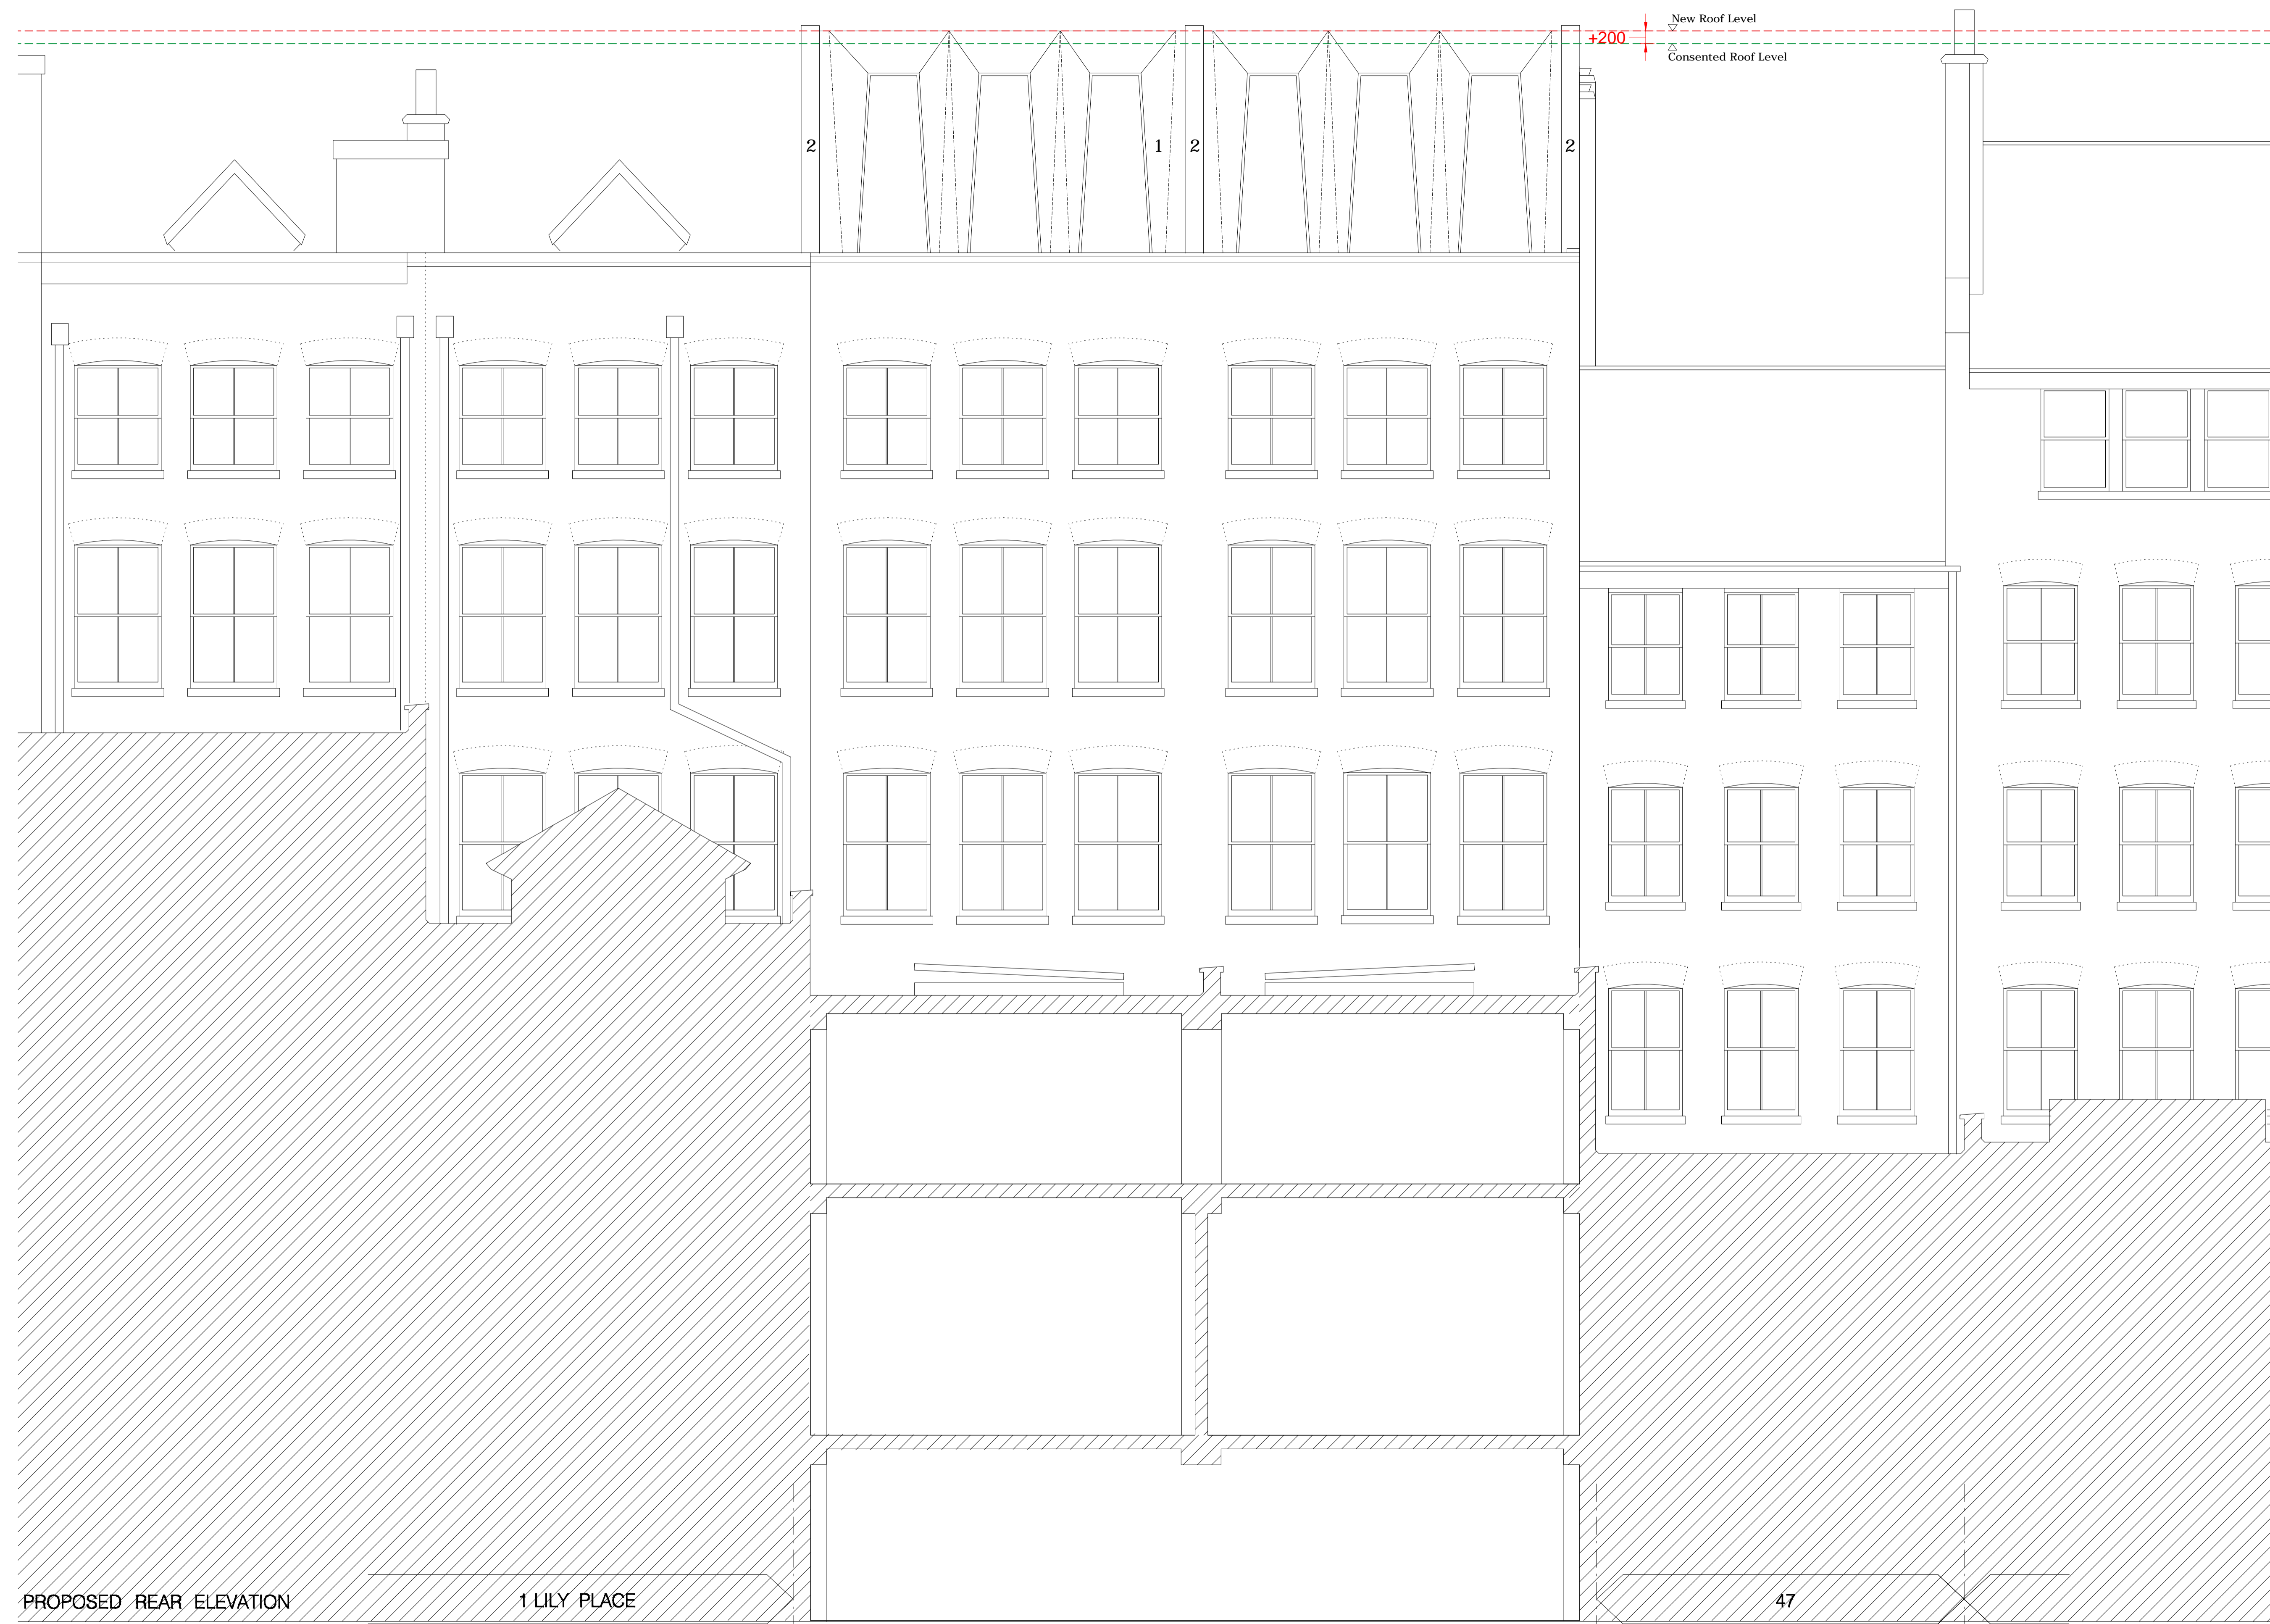 New Roof Level
+200
Consented Roof Level
2
1
2
2
PROPOSED REAR ELEVATION
1 LILY PLACE
47